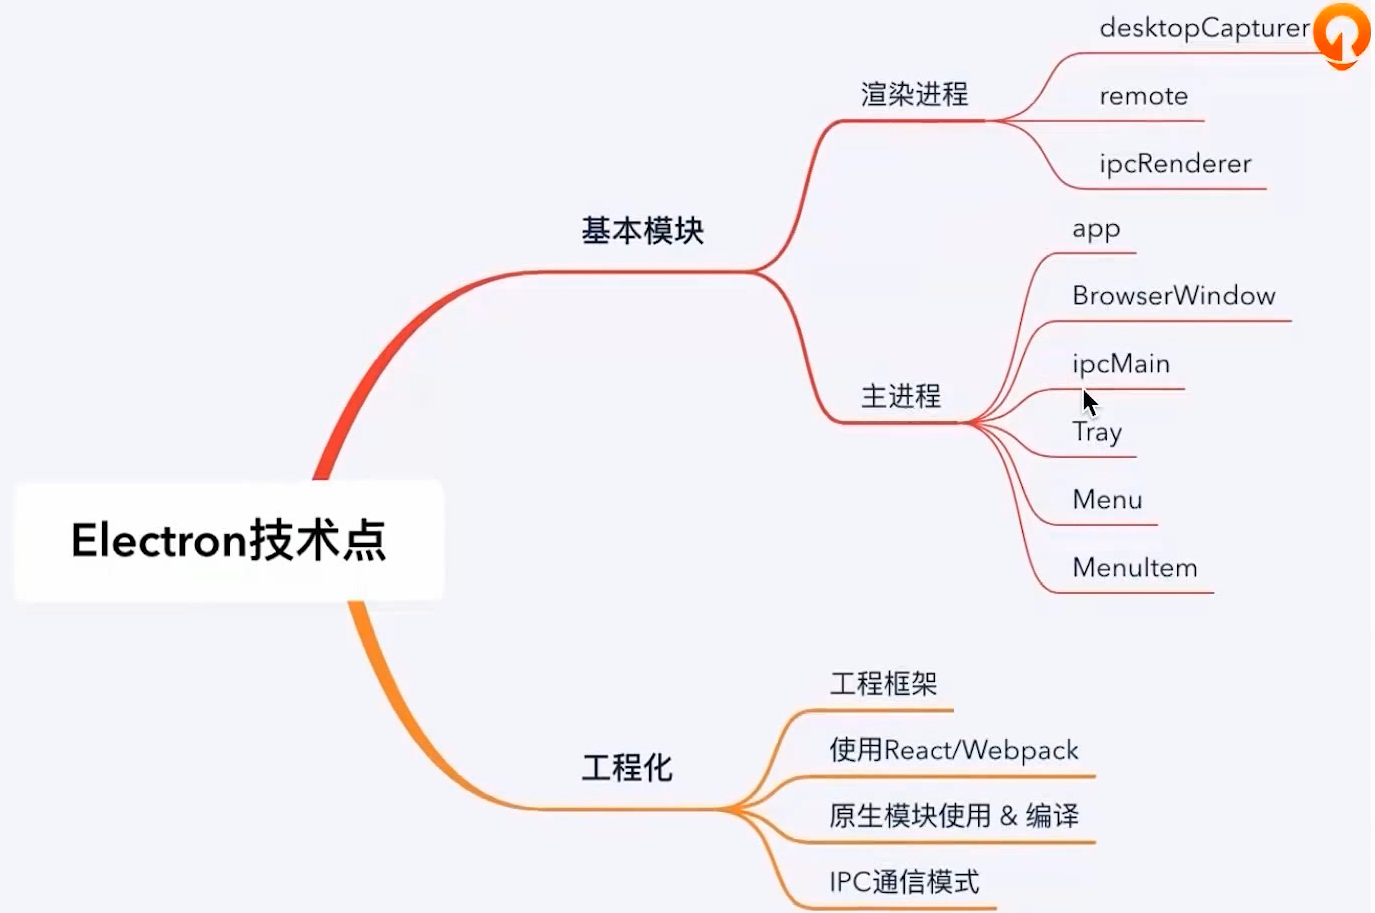 desktopCapturer
渲染进程
remote
ipcRenderer
基本模块
app
BrowserWindow
ipcMain
主进程
Tray
Menu
MenuItem
Electron技术点
工程框架
使用React/Webpack
工程化
原生模块使用 & 编译
IPC通信模式